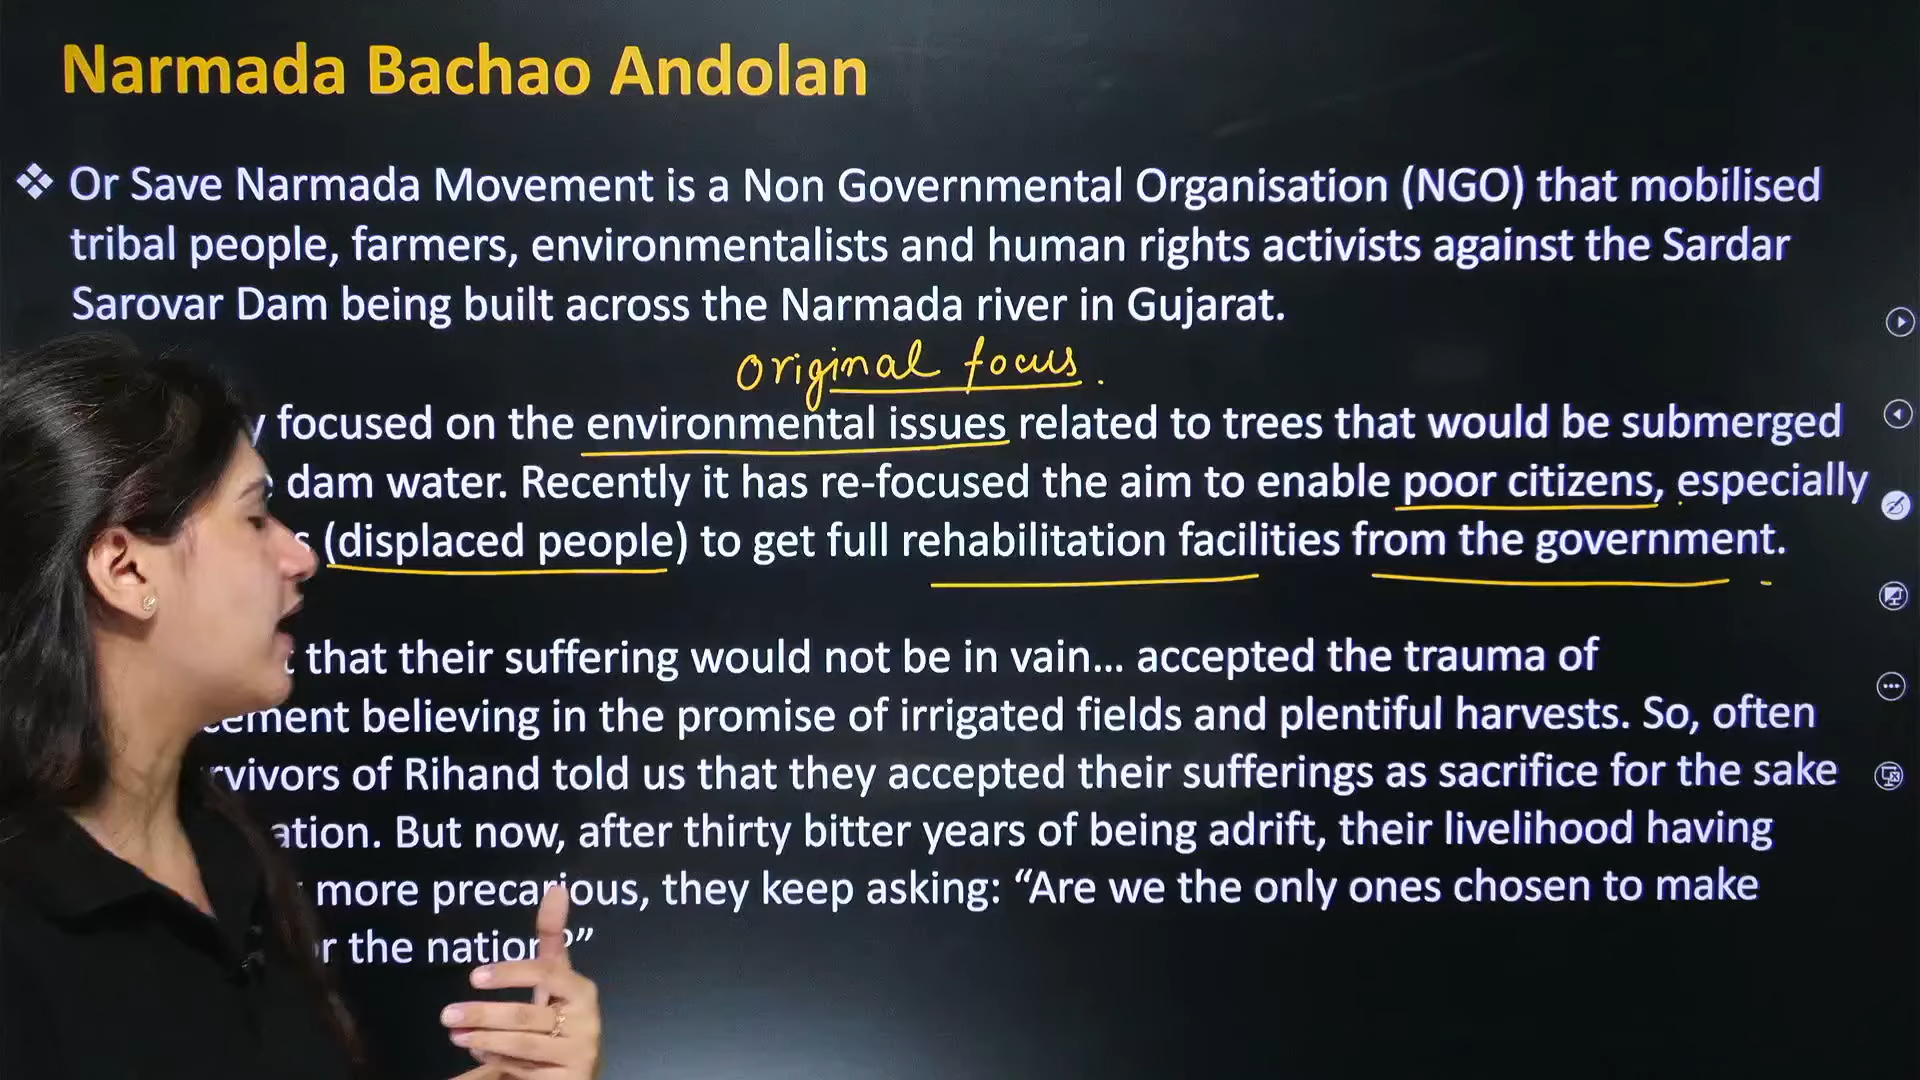 Narmada Bachao Andolan
❖ Or Save Narmada Movement is a Non Governmental Organisation (NGO) that mobilised
tribal people, farmers, environmentalists and human rights activists against the Sardar
Sarovar Dam being built across the Narmada river in Gujarat.
Original focus.
focused on the environmental issues related to trees that would be submerged
dam water. Recently it has re-focused the aim to enable poor citizens, especially
(displaced people) to get full rehabilitation facilities from the government.
that their suffering would not be in vain... accepted the trauma of
believing in the promise of irrigated fields and plentiful harvests. So, often
of Rihand told us that they accepted their sufferings as sacrifice for the sake
But now, after thirty bitter years of being adrift, their livelihood having
more precarious, they keep asking: “Are we the only ones chosen to make
the nation?”